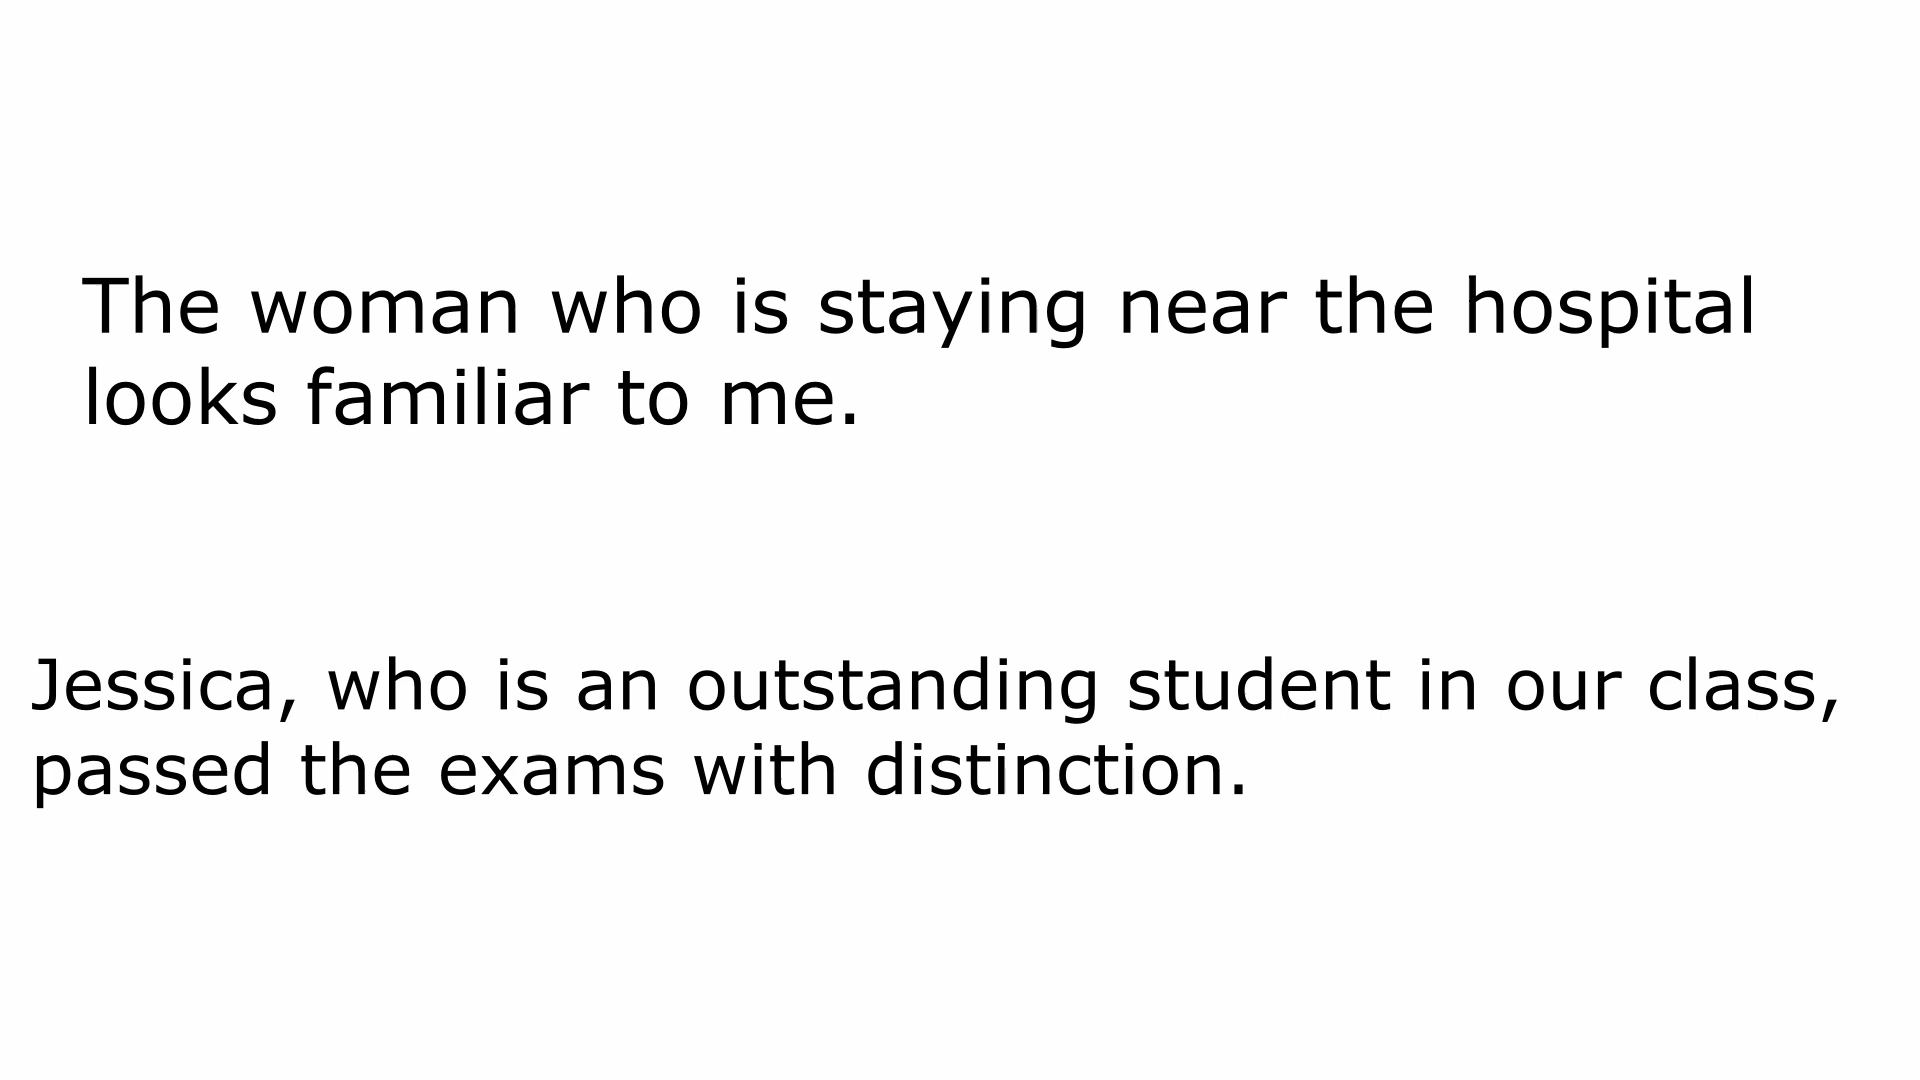 The woman who is staying near the hospital
looks familiar to me.
Jessica, who is an outstanding student in our class,
passed the exams with distinction.